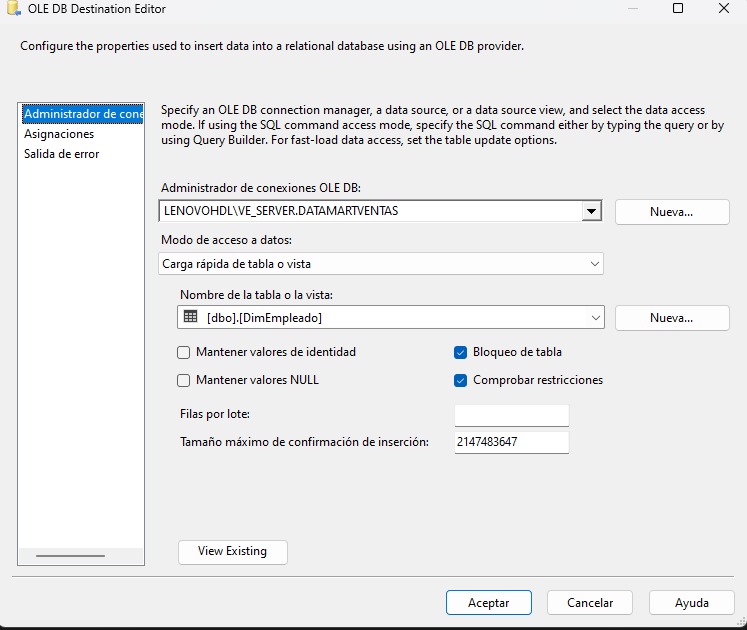 OLE DB Destination Editor
Configure the properties used to insert data into a relational database using an OLE DB provider.
Administrador de cone
Asignaciones
Salida de error
Specify an OLE DB connection manager, a data source, or a data source view, and select the data access
mode. If using the SQL command access mode, specify the SQL command either by typing the query or by
using Query Builder. For fast-load data access, set the table update options.
Administrador de conexiones OLE DB:
LENOVOHDL\VE_SERVER.DATAMARTVENTAS
Nueva...
Modo de acceso a datos:
Carga rápida de tabla o vista
Nombre de la tabla o la vista:
[dbo].[DimEmpleado]
Nueva...
Mantener valores de identidad
Bloqueo de tabla
Mantener valores NULL
Comprobar restricciones
Filas por lote:
Tamaño máximo de confirmación de inserción:
2147483647
View Existing
Aceptar
Cancelar
Ayuda